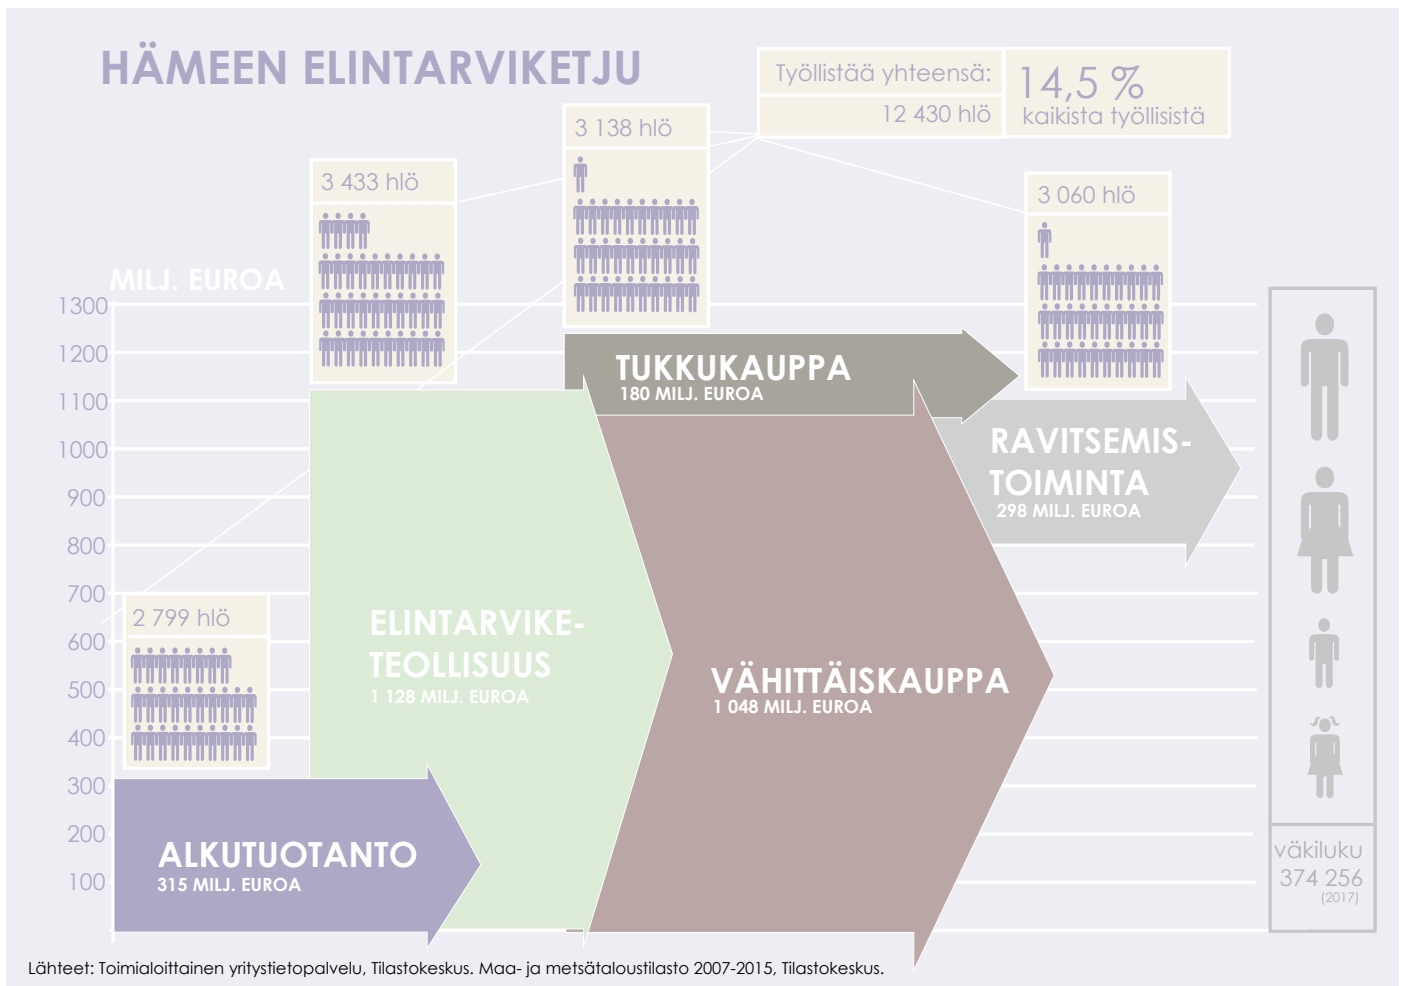 HÄMEEN ELINTARVIKETJU
Työllistää yhteensä:
12 430 hlö
14,5 %
kaikista työllisistä
3 138 hlö
3 433 hlö
3 060 hlö
MILJ. EUROA
1300
1200
1100
1000
900
800
700
600
500
400
300
200
100
2 799 hlö
TUKKUKAUPPA
180 MILJ. EUROA
RAVITSEMIS-
TOIMINTA
298 MILJ. EUROA
ELINTARVIKE-
TEOLLISUUS
1 128 MILJ. EUROA
VÄHITTÄISKAUPPA
1 048 MILJ. EUROA
ALKUTUOTANTO
315 MILJ. EUROA
väkiluku
374 256
(2017)
Lähteet: Toimialoittainen yritystietopalvelu, Tilastokeskus. Maa- ja metsätaloustilasto 2007-2015, Tilastokeskus.